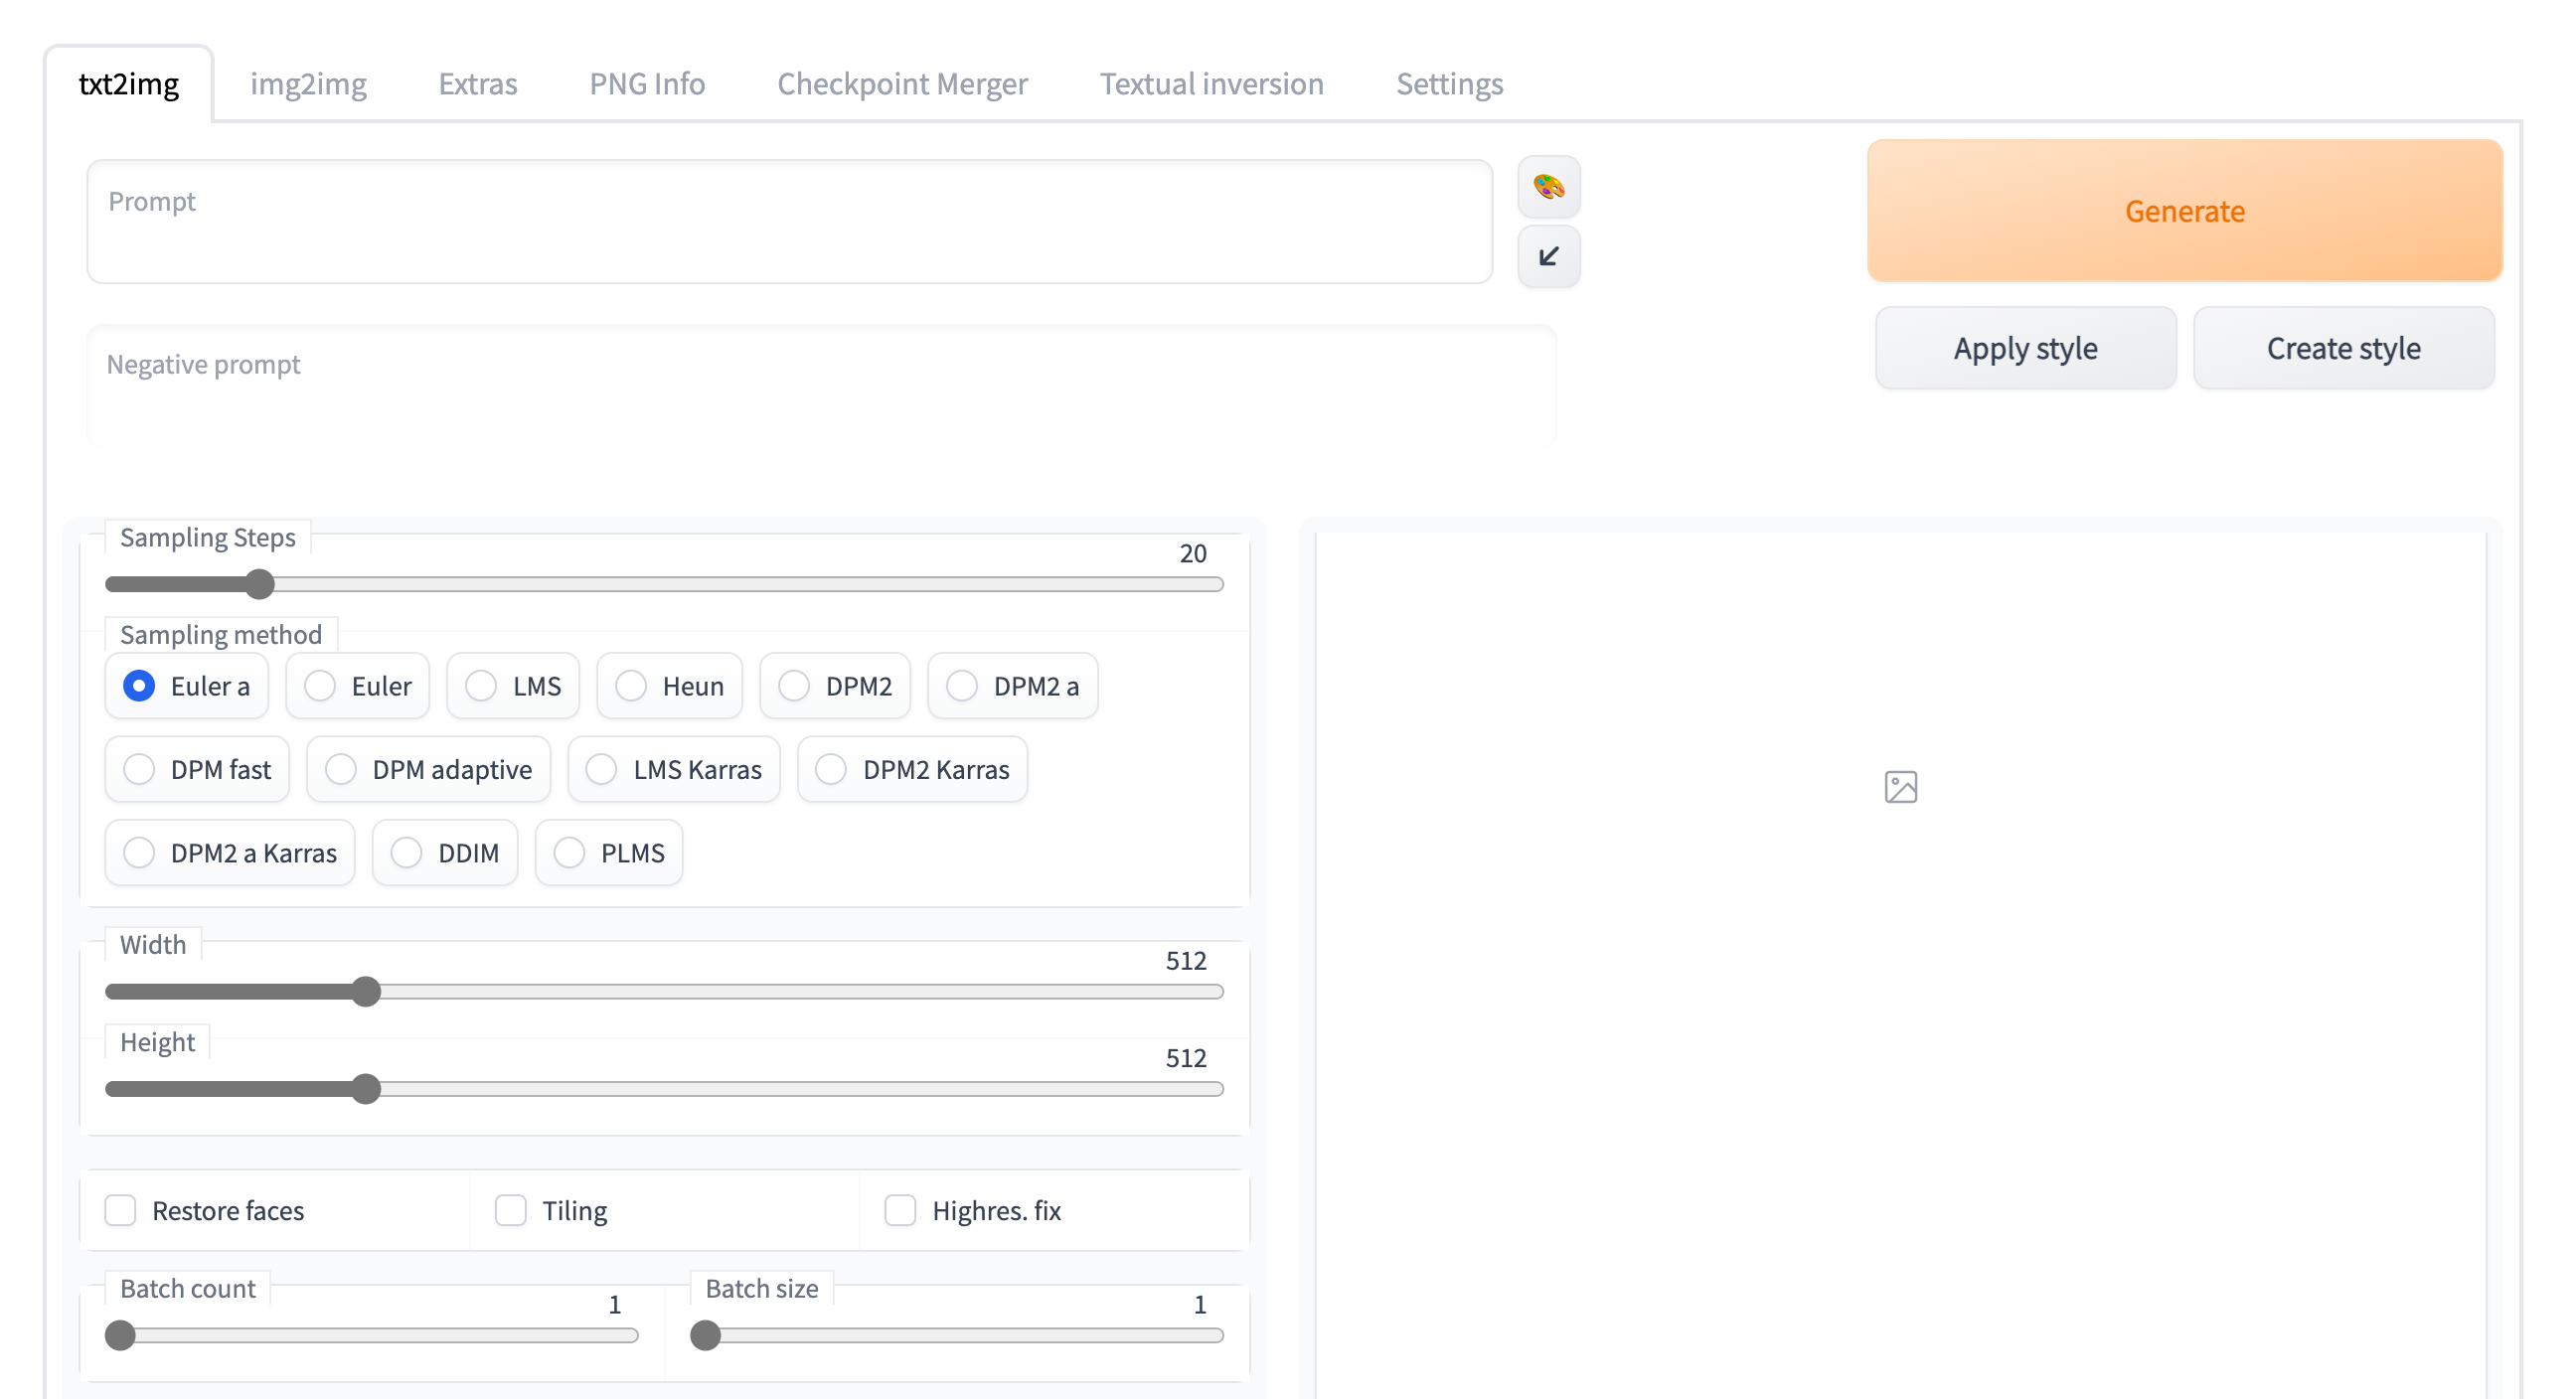 txt2img img2img Extras PNG Info Checkpoint Merger Textual inversion Settings
Prompt
Generate
Negative prompt
Apply style Create style
Sampling Steps
20
Sampling method
Euler a Euler LMS Heun DPM2 DPM2 a
DPM fast DPM adaptive LMS Karras DPM2 Karras
DPM2 a Karras DDIM PLMS
Width
512
Height
512
Restore faces Tiling Highres. fix
Batch count Batch size
1 1